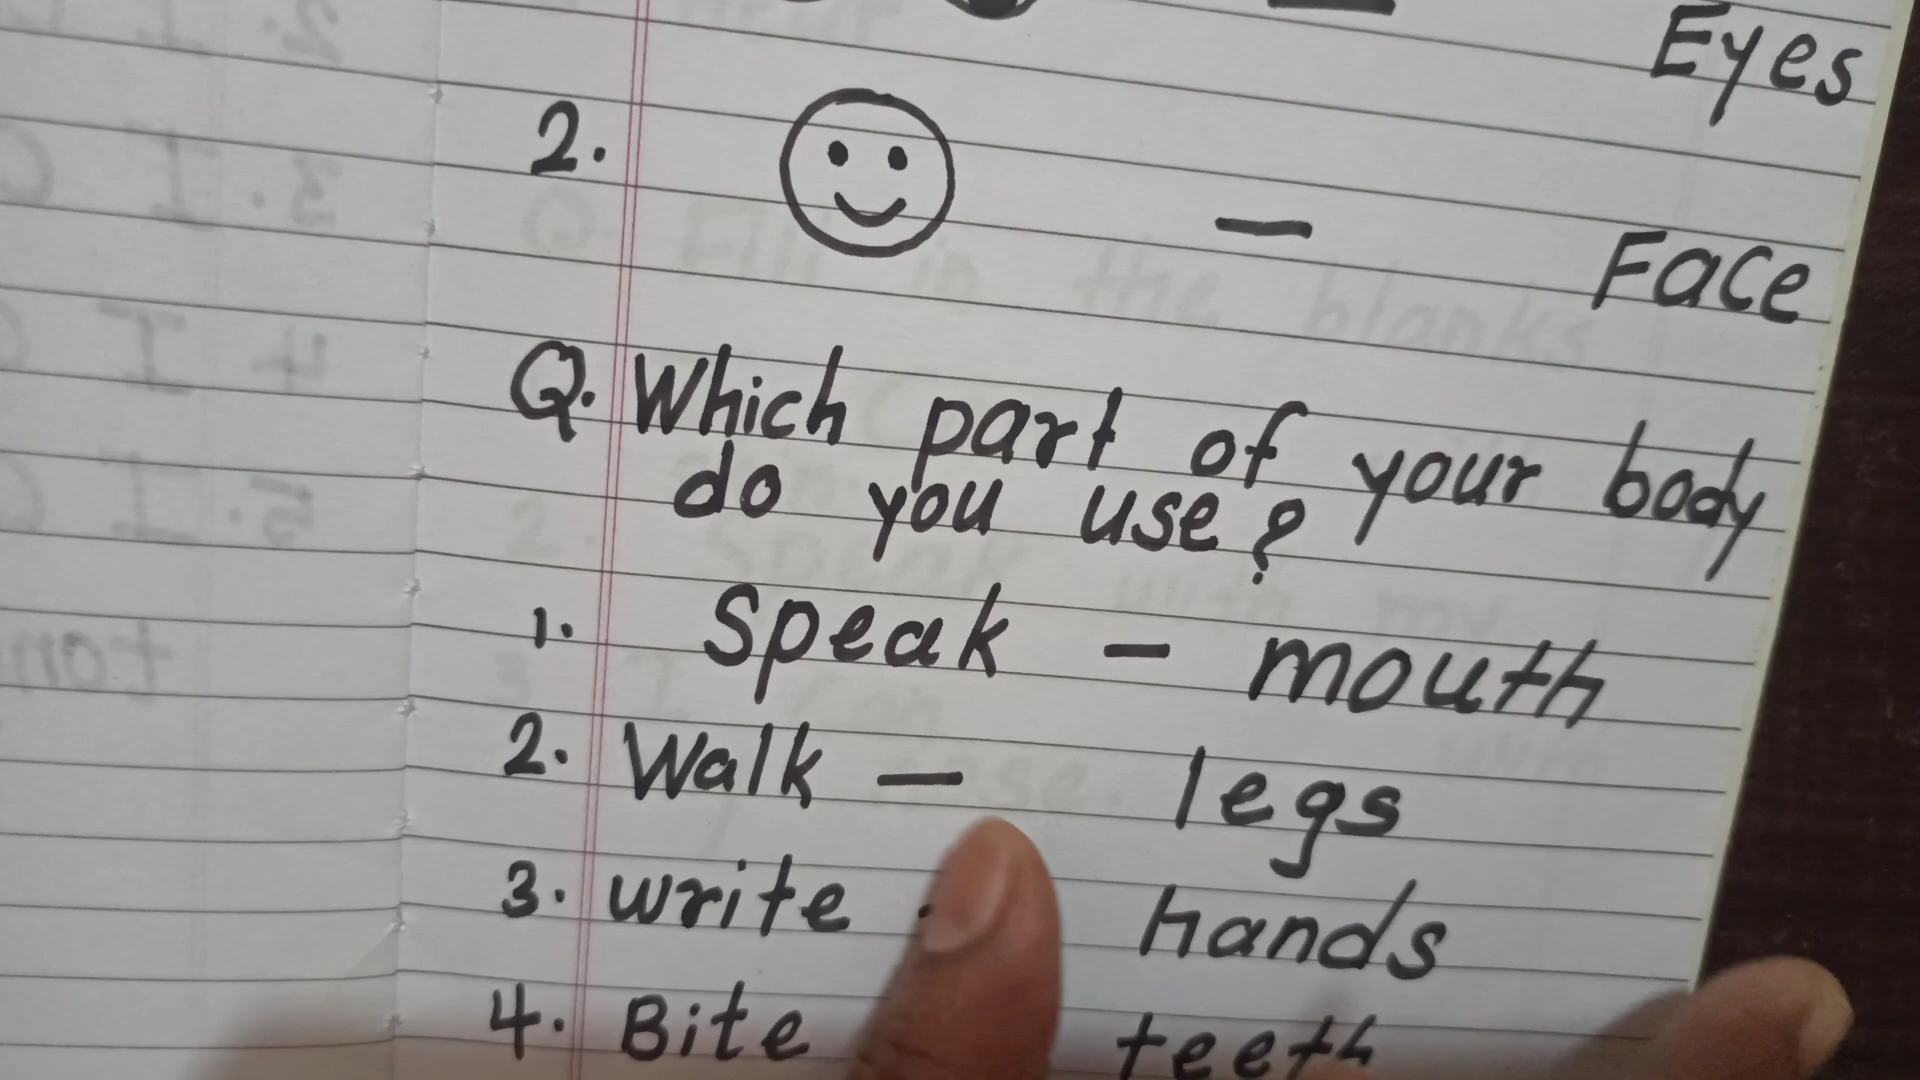 Eyes
2. — Face
Q. Which part of your body
do you use?
1. Speak — mouth
2. Walk — legs
3. write hands
4. Bite teeth